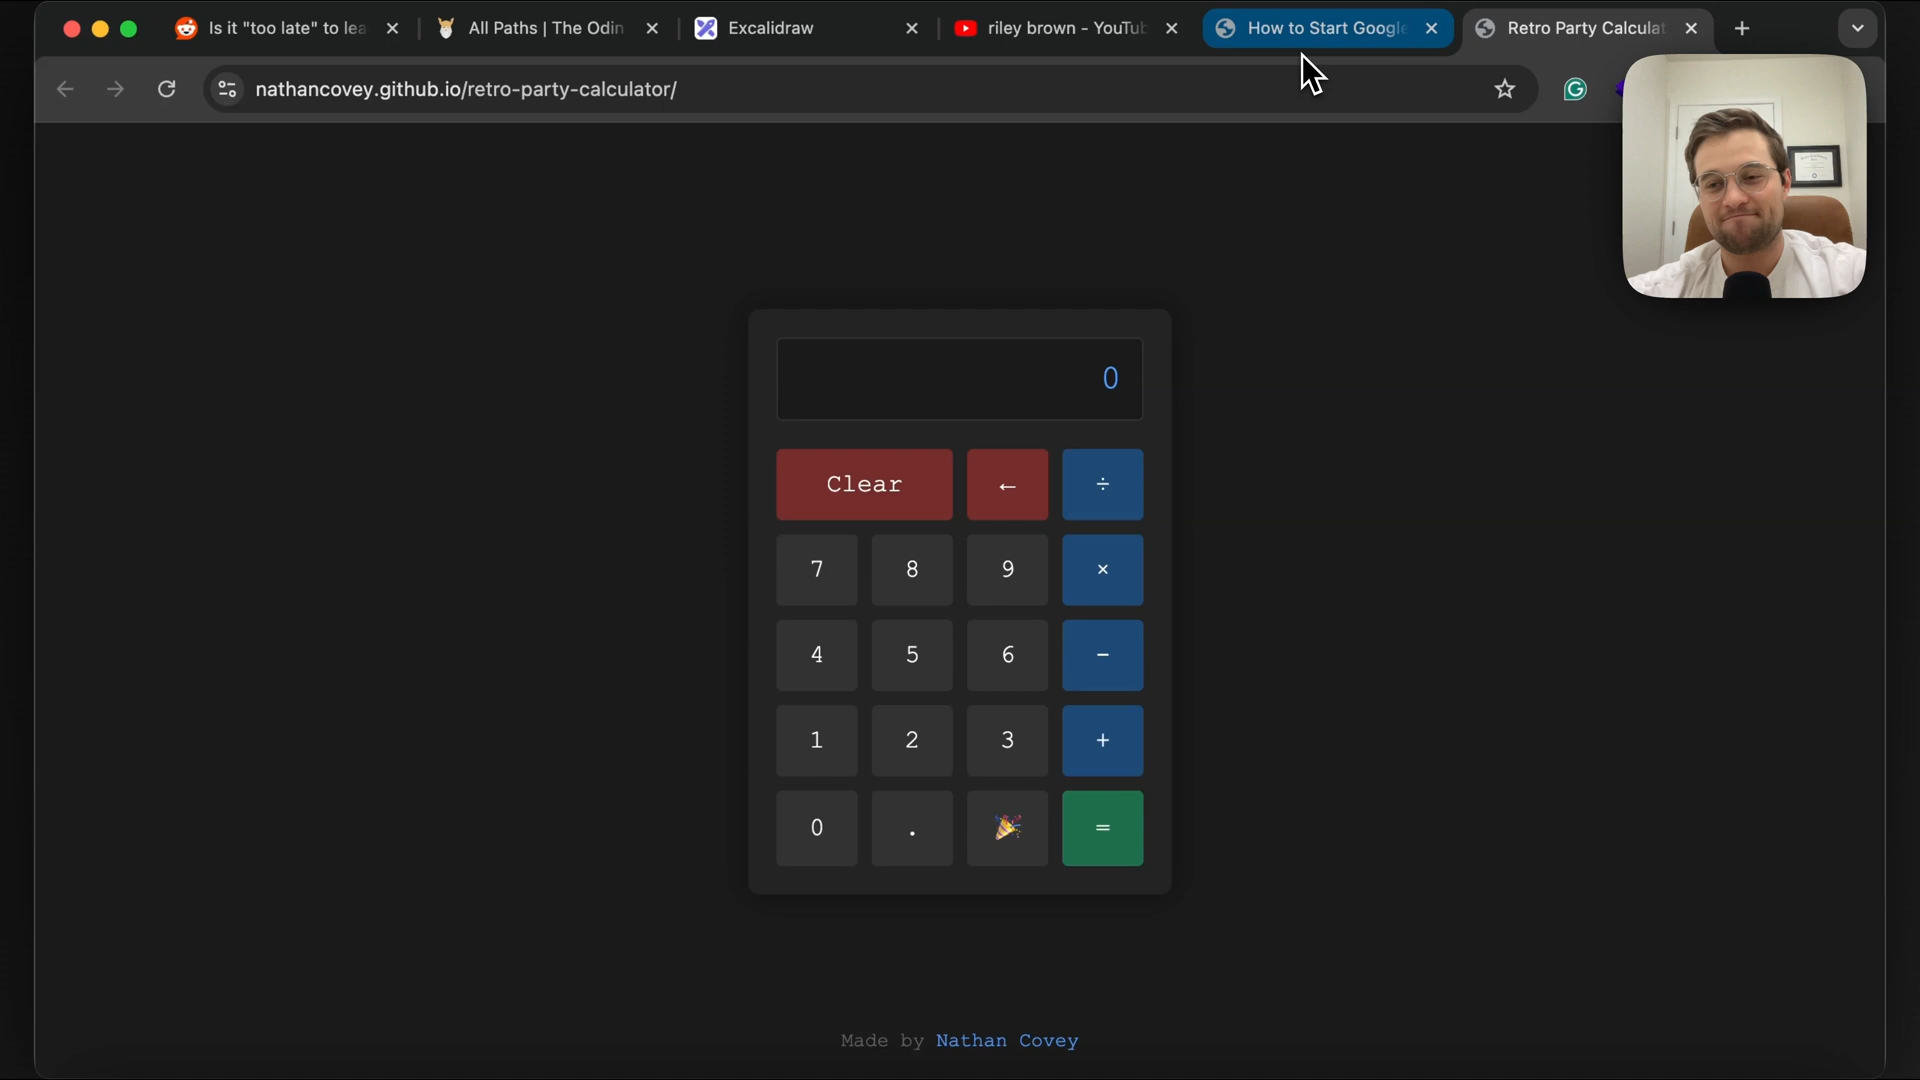 Is it "too late" to lea
All Paths | The Odin
Excalidraw
riley brown - YouTub
How to Start Google
Retro Party Calculat
nathancovey.github.io/retro-party-calculator/
0
Clear ← ÷
7 8 9 ×
4 5 6 −
1 2 3 +
0 . =
Made by Nathan Covey